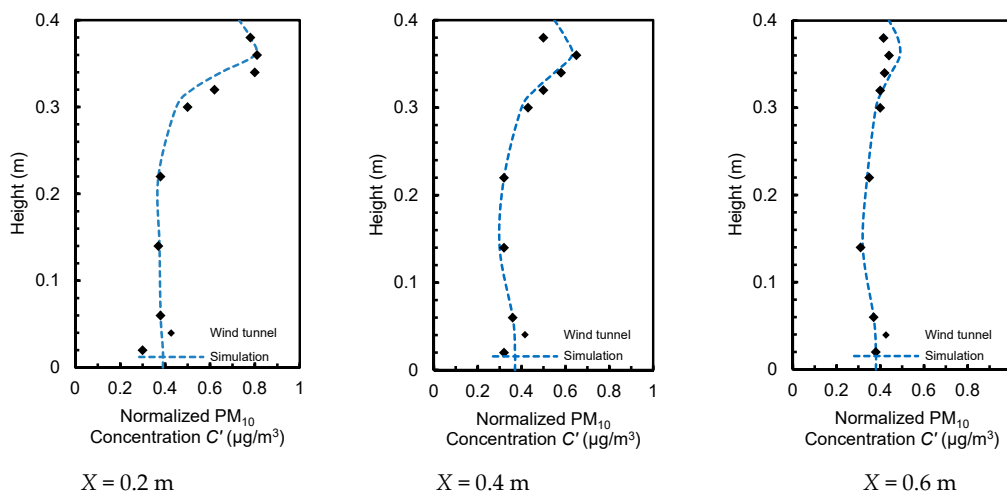 0.4
0.3
0.2
0.1
0
Height (m)
Wind tunnel
Simulation
0 0.2 0.4 0.6 0.8 1
Normalized PM10
Concentration C' (μg/m³)
X = 0.2 m
0.4
0.3
0.2
0.1
0
Height (m)
Wind tunnel
Simulation
0 0.2 0.4 0.6 0.8 1
Normalized PM10
Concentration C' (μg/m³)
X = 0.4 m
0.4
0.3
0.2
0.1
0
Height (m)
Wind tunnel
Simulation
0 0.2 0.4 0.6 0.8
Normalized PM10
Concentration C' (μg/m³)
X = 0.6 m